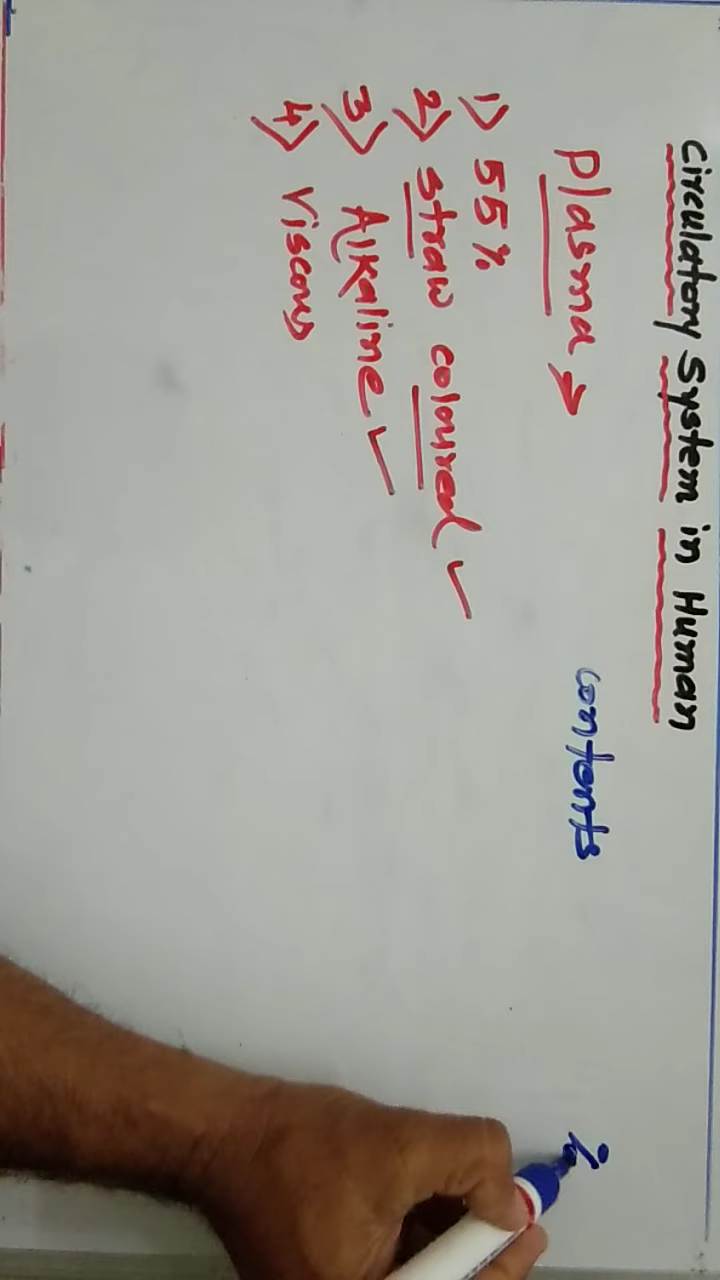 Circulatory System in Human
Plasma → contents %
1) 55%
2) straw coloured ✓
3) Alkaline ✓
4) Viscous